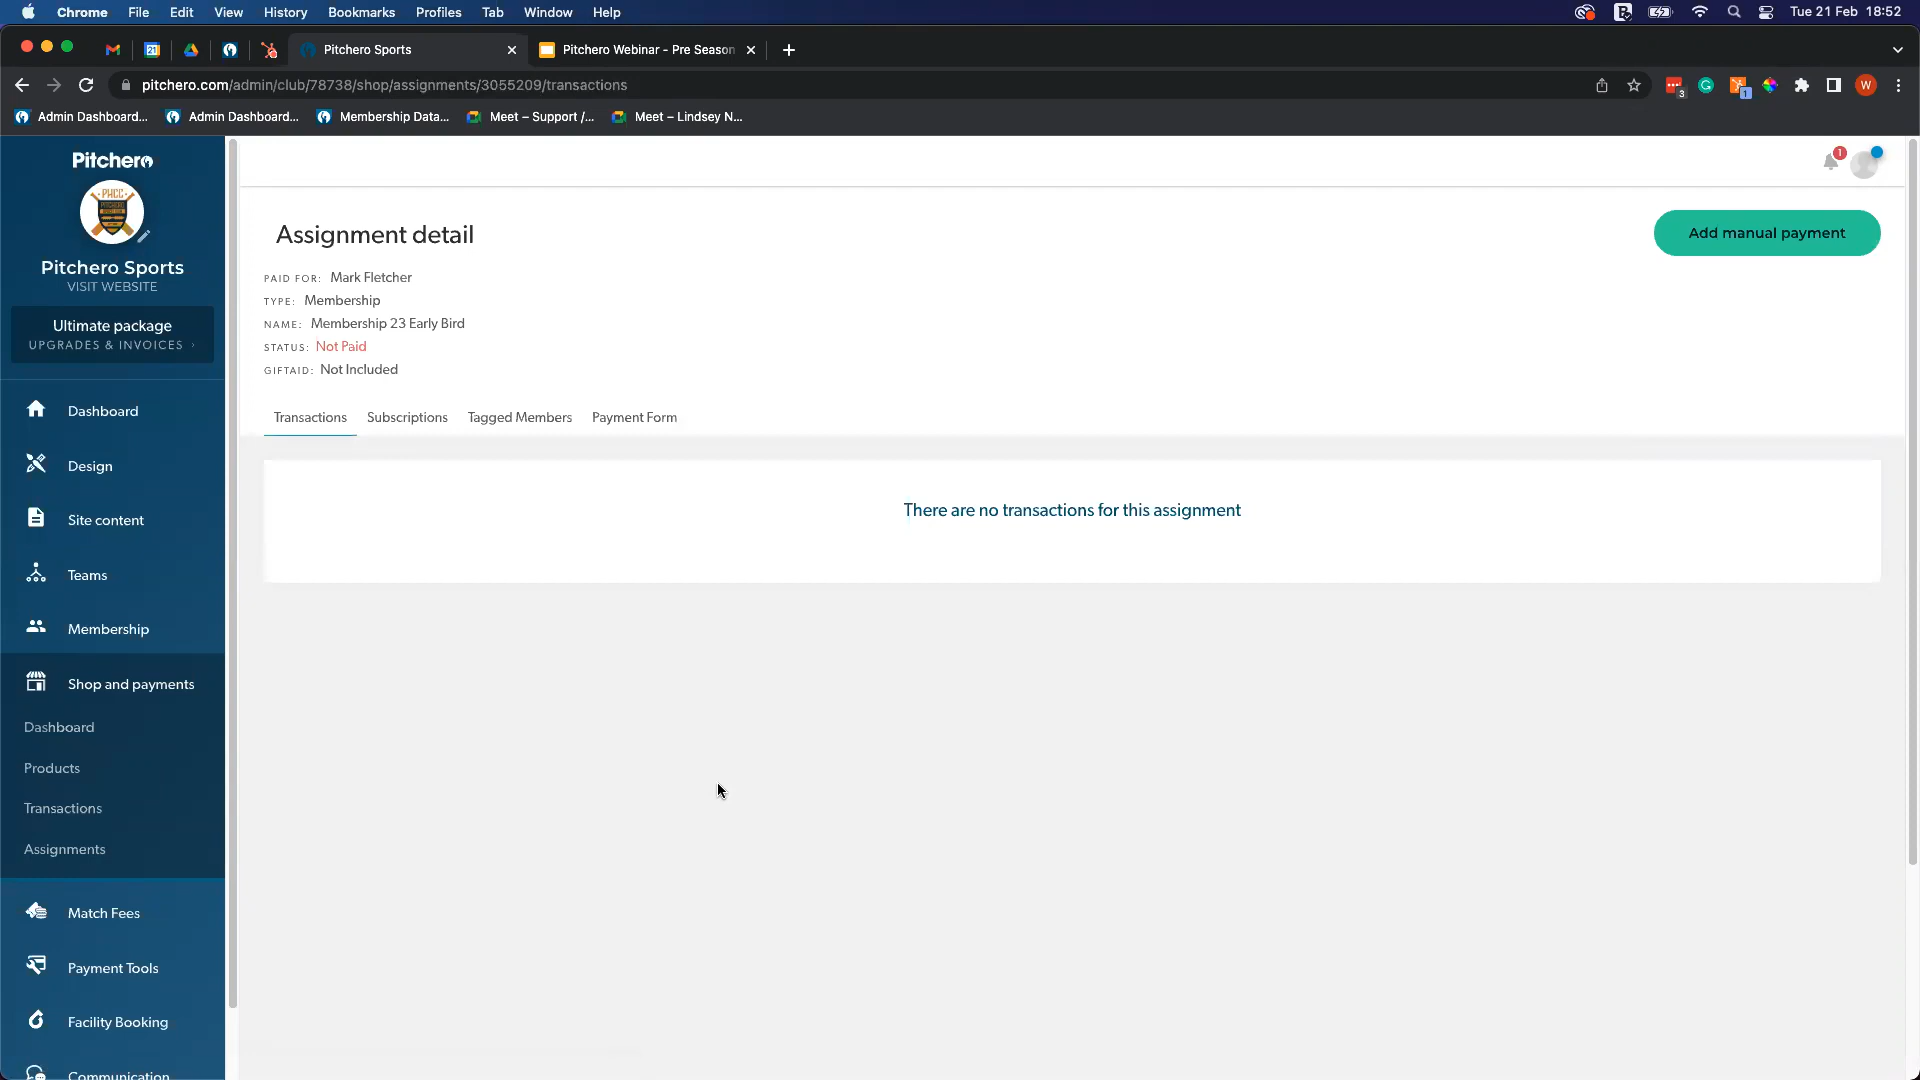 Chrome File Edit View History Bookmarks Profiles Tab Window Help Tue 21 Feb 18:52
Pitchero Sports Pitchero Webinar - Pre Season
pitchero.com/admin/club/78738/shop/assignments/3055209/transactions
Admin Dashboard... Admin Dashboard... Membership Data... Meet – Support /... Meet – Lindsey N...
Pitchero
PHCC
Pitchero Sports
VISIT WEBSITE
Ultimate package
UPGRADES & INVOICES ›
Dashboard
Design
Site content
Teams
Membership
Shop and payments
Dashboard
Products
Transactions
Assignments
Match Fees
Payment Tools
Facility Booking
Communication
1
Assignment detail
Add manual payment
PAID FOR: Mark Fletcher
TYPE: Membership
NAME: Membership 23 Early Bird
STATUS: Not Paid
GIFTAID: Not Included
Transactions Subscriptions Tagged Members Payment Form
There are no transactions for this assignment